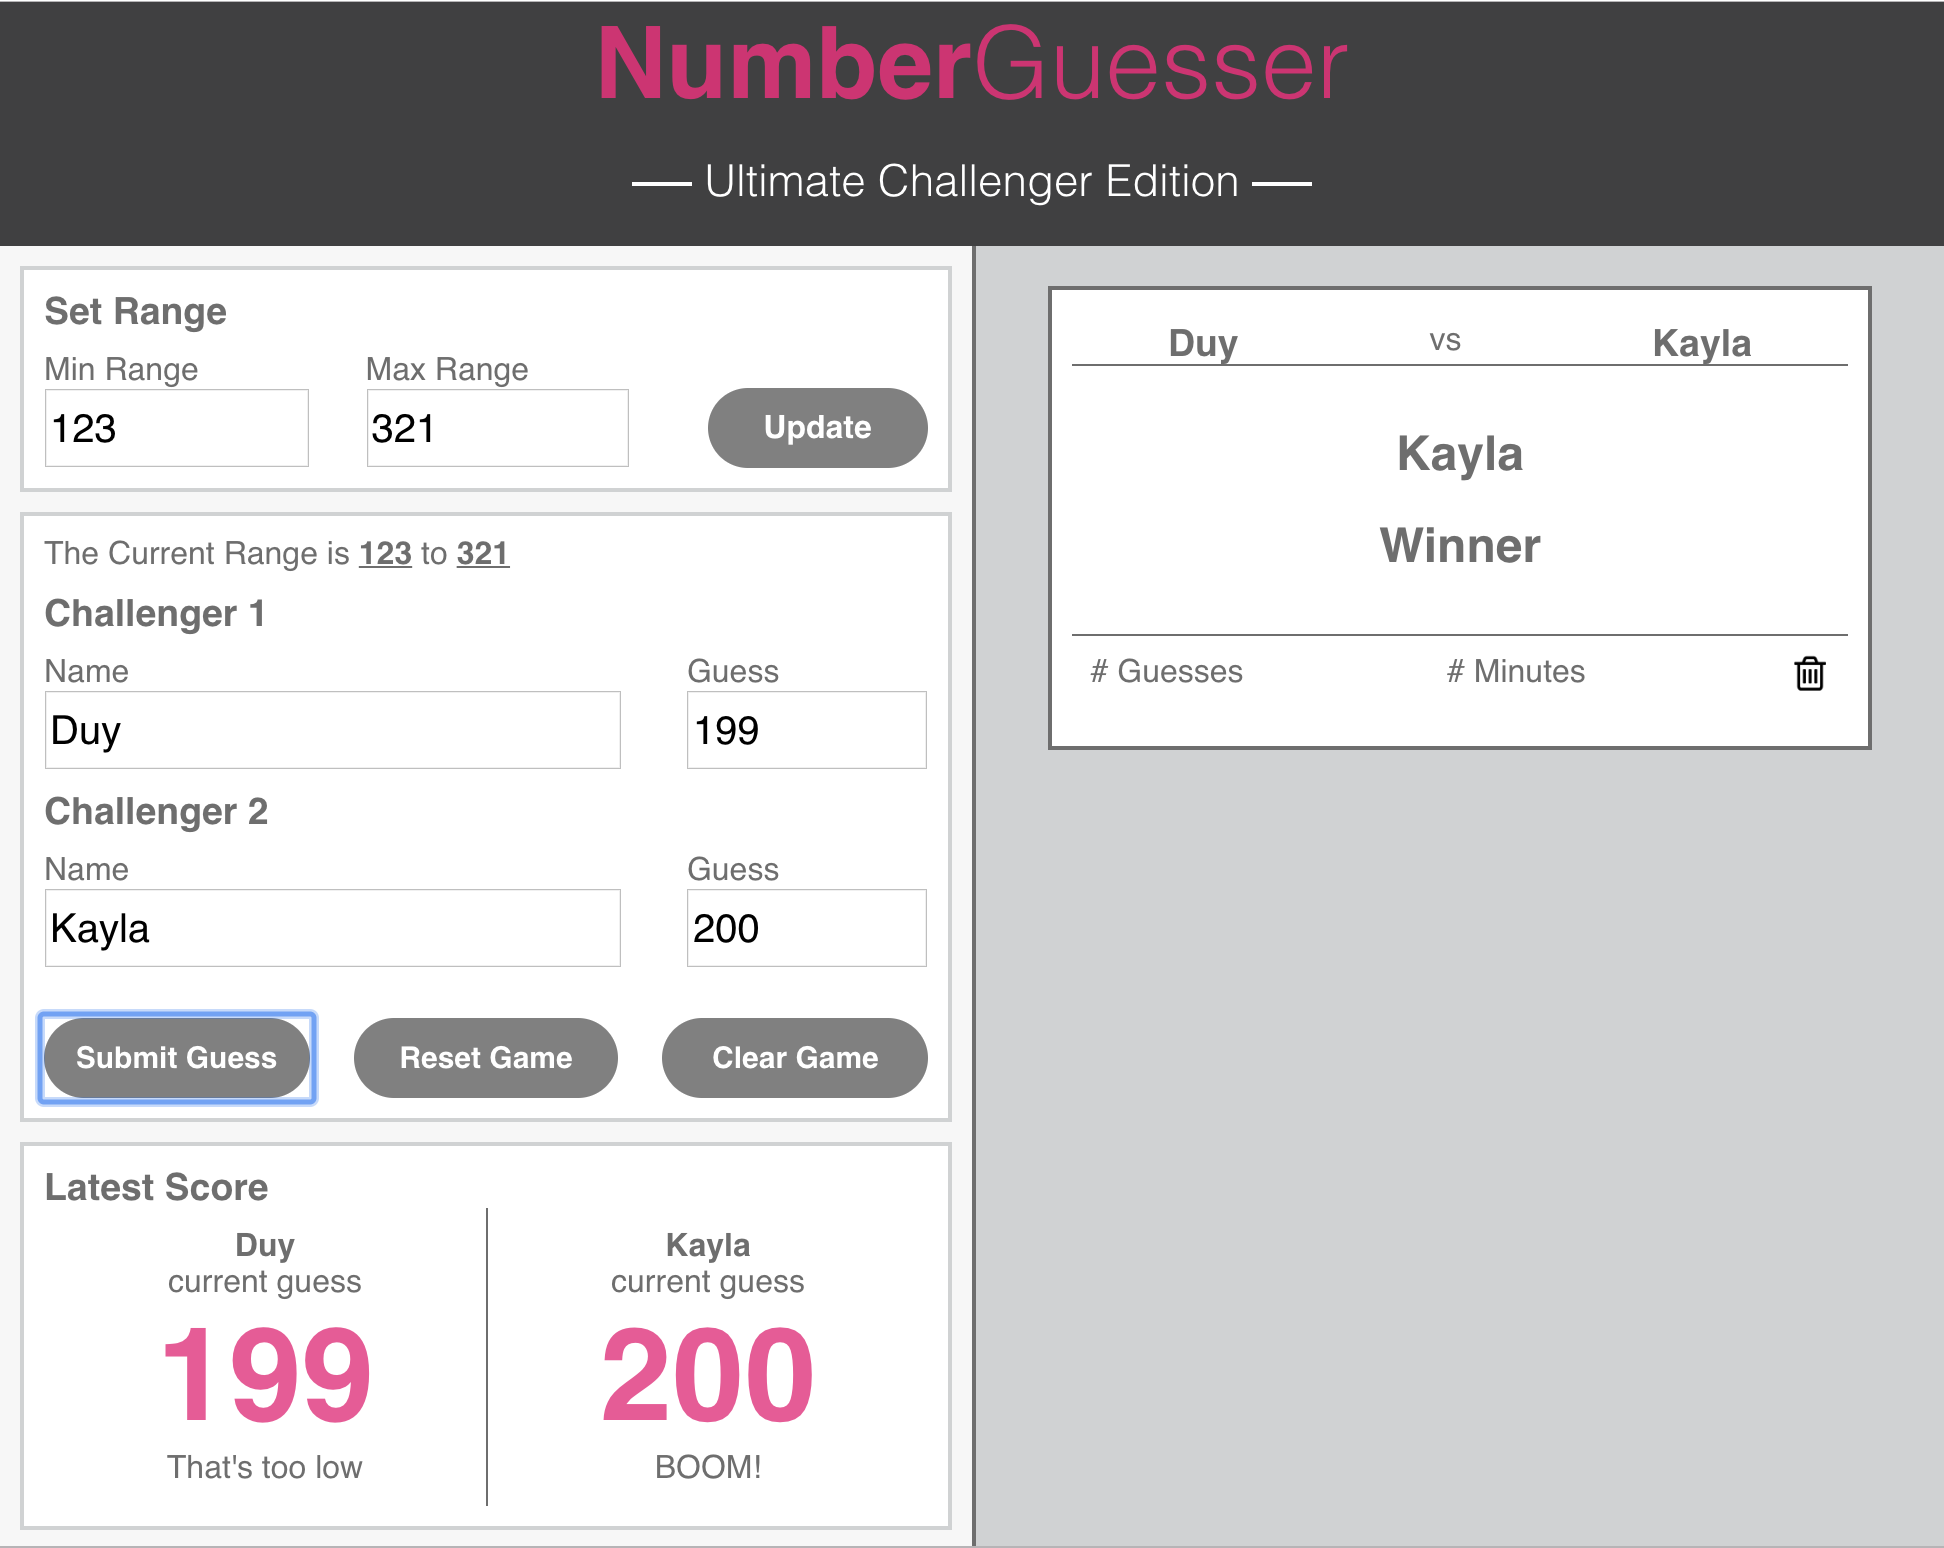 NumberGuesser
Ultimate Challenger Edition
Set Range
Min Range Max Range
123 321 Update
The Current Range is 123 to 321
Challenger 1
Name Guess
Duy 199
Challenger 2
Name Guess
Kayla 200
Submit Guess Reset Game Clear Game
Latest Score
Duy
current guess
199
That's too low
Kayla
current guess
200
BOOM!
Duy vs Kayla
Kayla
Winner
# Guesses # Minutes